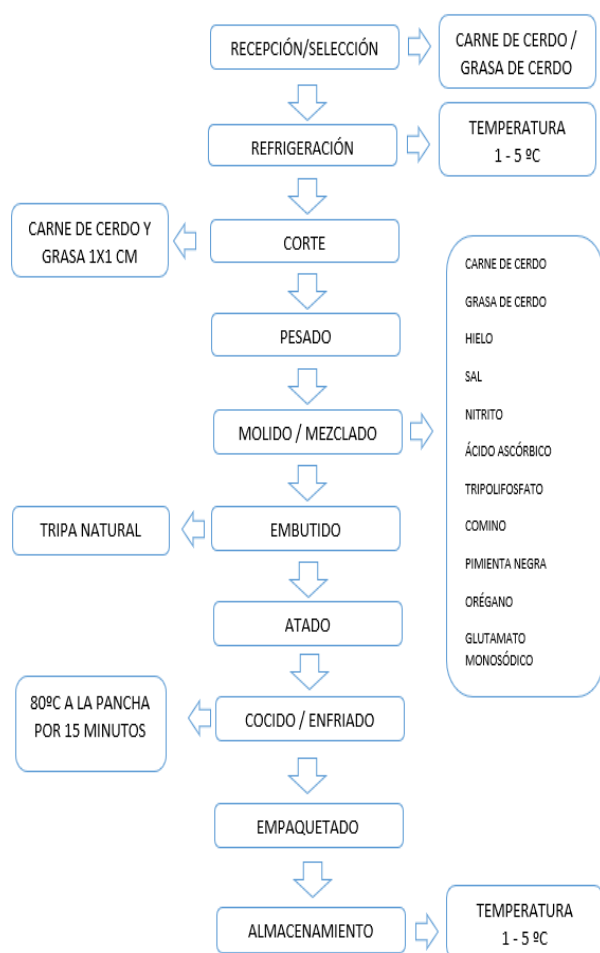 RECEPCIÓN/SELECCIÓN
CARNE DE CERDO /
GRASA DE CERDO
REFRIGERACIÓN
TEMPERATURA
1 - 5 ºC
CARNE DE CERDO Y
GRASA 1X1 CM
CORTE
PESADO
MOLIDO / MEZCLADO
CARNE DE CERDO
GRASA DE CERDO
HIELO
SAL
NITRITO
ÁCIDO ASCÓRBICO
TRIPOLIFOSFATO
COMINO
PIMIENTA NEGRA
ORÉGANO
GLUTAMATO
MONOSÓDICO
TRIPA NATURAL
EMBUTIDO
ATADO
80ºC A LA PANCHA
POR 15 MINUTOS
COCIDO / ENFRIADO
EMPAQUETADO
ALMACENAMIENTO
TEMPERATURA
1 - 5 ºC